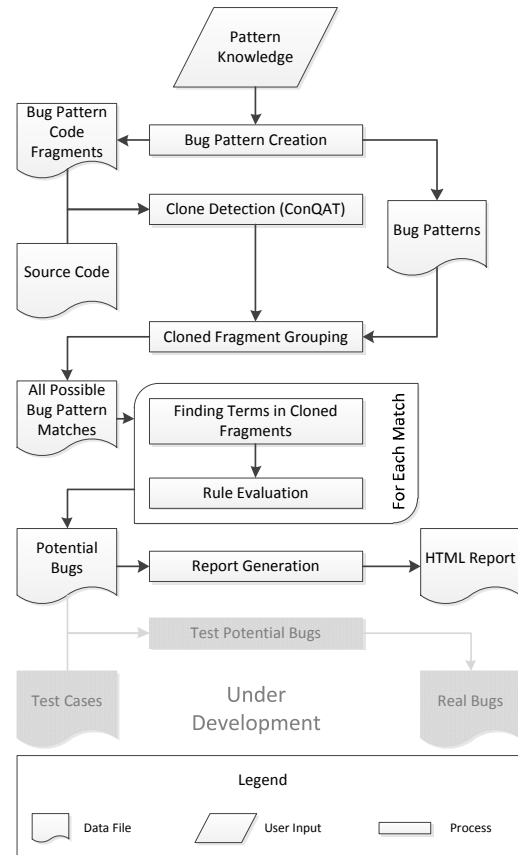 Pattern
Knowledge
Bug Pattern
Code
Fragments
Bug Pattern Creation
Clone Detection (ConQAT)
Bug Patterns
Source Code
Cloned Fragment Grouping
All Possible
Bug Pattern
Matches
Finding Terms in Cloned
Fragments
Rule Evaluation
For Each Match
Potential
Bugs
Report Generation
HTML Report
Test Potential Bugs
Test Cases
Under
Development
Real Bugs
Legend
Data File
User Input
Process